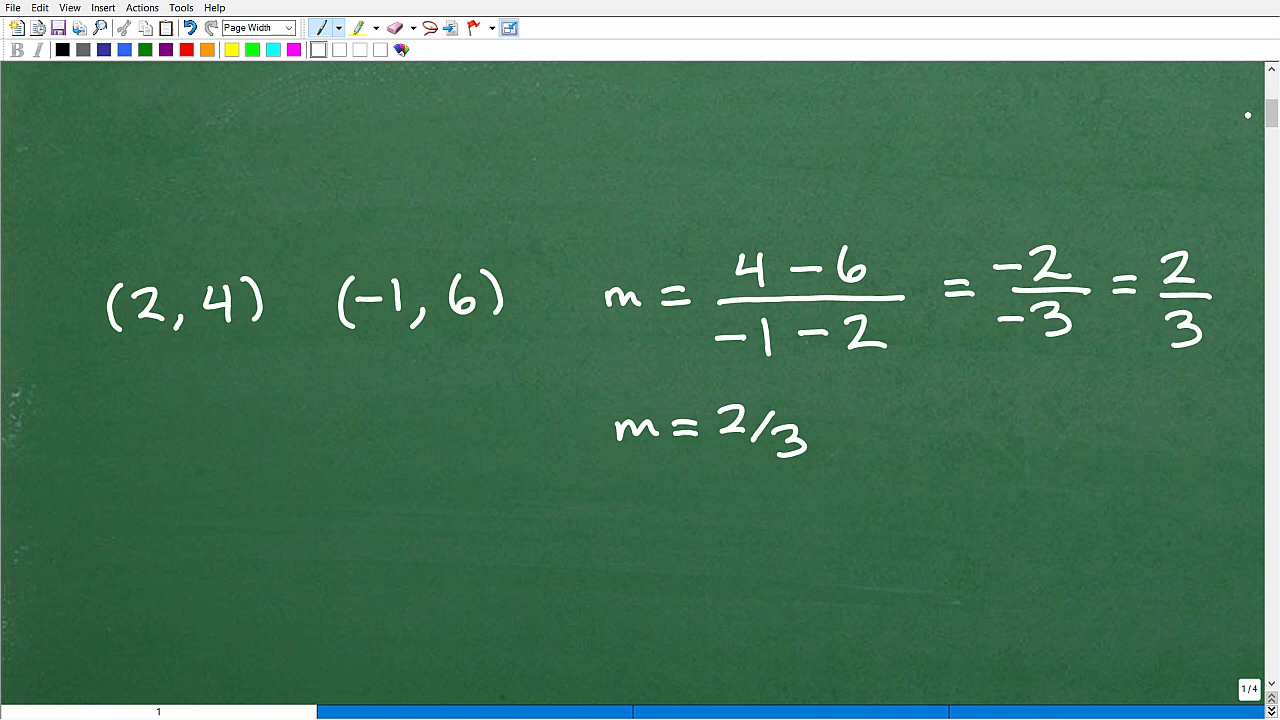 File Edit View Insert Actions Tools Help
Page Width
B I
(2, 4) (-1, 6) m = 4 - 6 / -1 - 2 = -2 / -3 = 2 / 3
m = 2/3
1/4
1